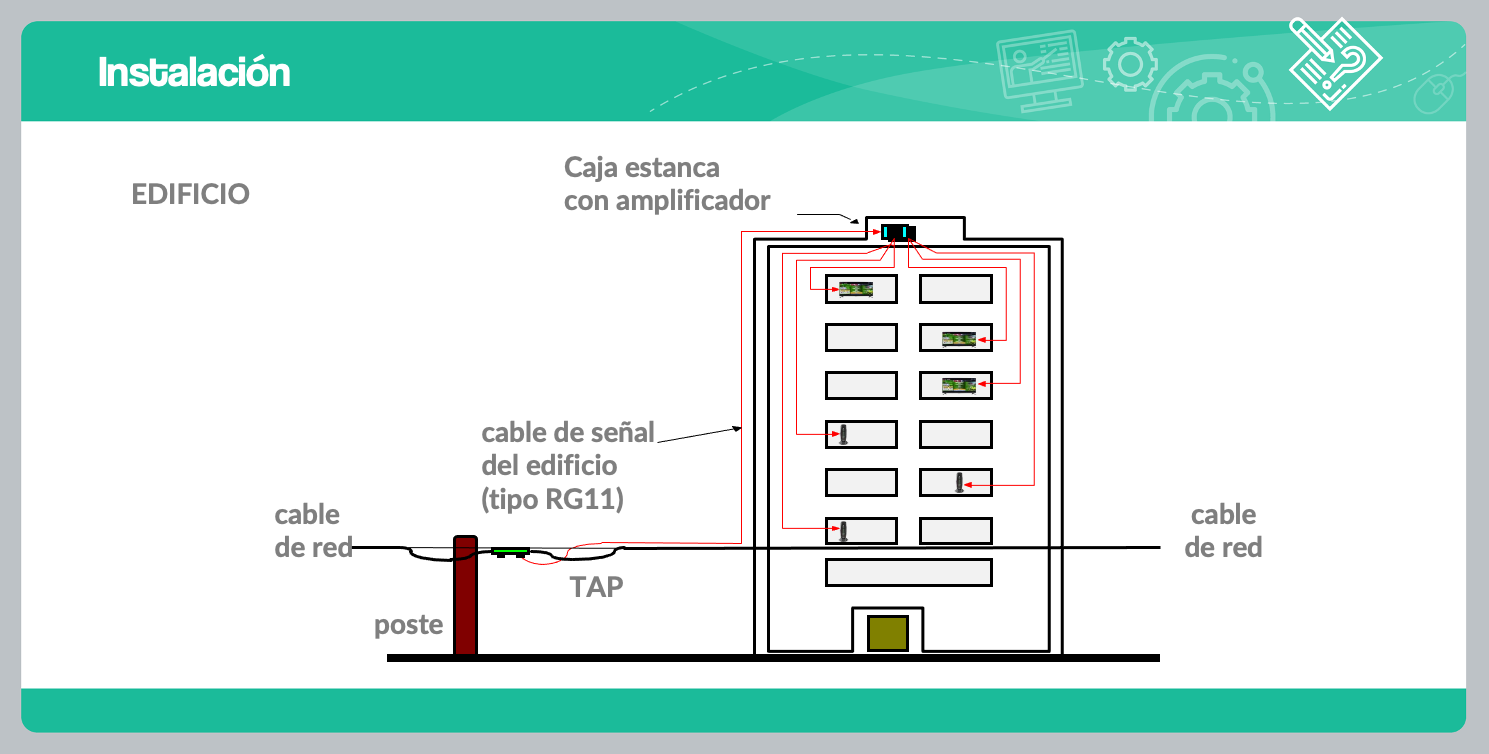 Instalación
EDIFICIO
Caja estanca
con amplificador
cable de señal
del edificio
(tipo RG11)
cable
de red
cable
de red
TAP
poste